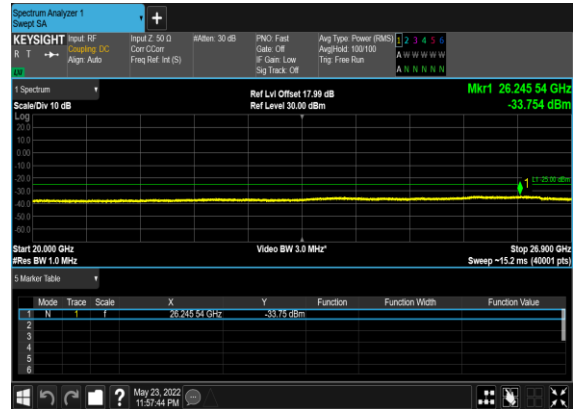 Spectrum Analyzer 1
Swept SA
+
KEYSIGHT Input: RF Input Z: 50 Ω #Atten: 30 dB PNO: Fast Avg Type: Power (RMS) 1 2 3 4 5 6
R T Coupling: DC Corr CCorr Gate: Off Avg|Hold: 100/100 A W W W W W
Align: Auto Freq Ref: Int (S) IF Gain: Low Trig: Free Run
LW Sig Track: Off A N N N N N
1 Spectrum Ref Lvl Offset 17.99 dB Mkr1 26.245 54 GHz
Scale/Div 10 dB Ref Level 30.00 dBm -33.754 dBm
Log
20.0
10.0
0.00
-10.0
-20.0
1 L1 -25.00 dBm
-30.0
-40.0
-50.0
-60.0
Start 20.000 GHz Video BW 3.0 MHz* Stop 26.900 GHz
#Res BW 1.0 MHz Sweep ~15.2 ms (40001 pts)
5 Marker Table
Mode Trace Scale X Y Function Function Width Function Value
1 N 1 f 26.245 54 GHz -33.75 dBm
2
3
4
5
6
? May 23, 2022
11:57:44 PM